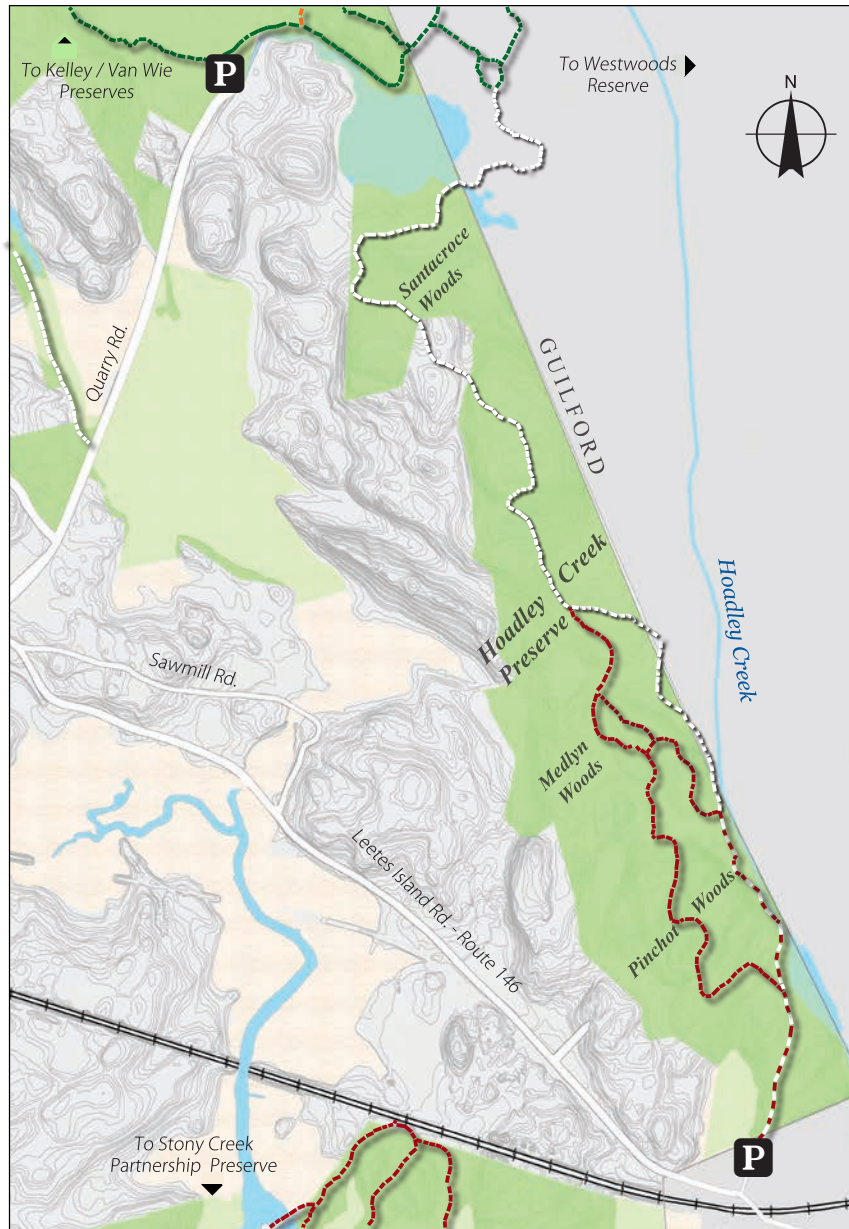 To Kelley / Van Wie
Preserves
P
To Westwoods
Reserve
N
Santacroce
Woods
Quarry Rd.
GUILFORD
Hoadley Creek
Preserve
Hoadley Creek
Sawmill Rd.
Medlyn
Woods
Leetes Island Rd. - Route 146
Pinchot Woods
To Stony Creek
Partnership Preserve
P